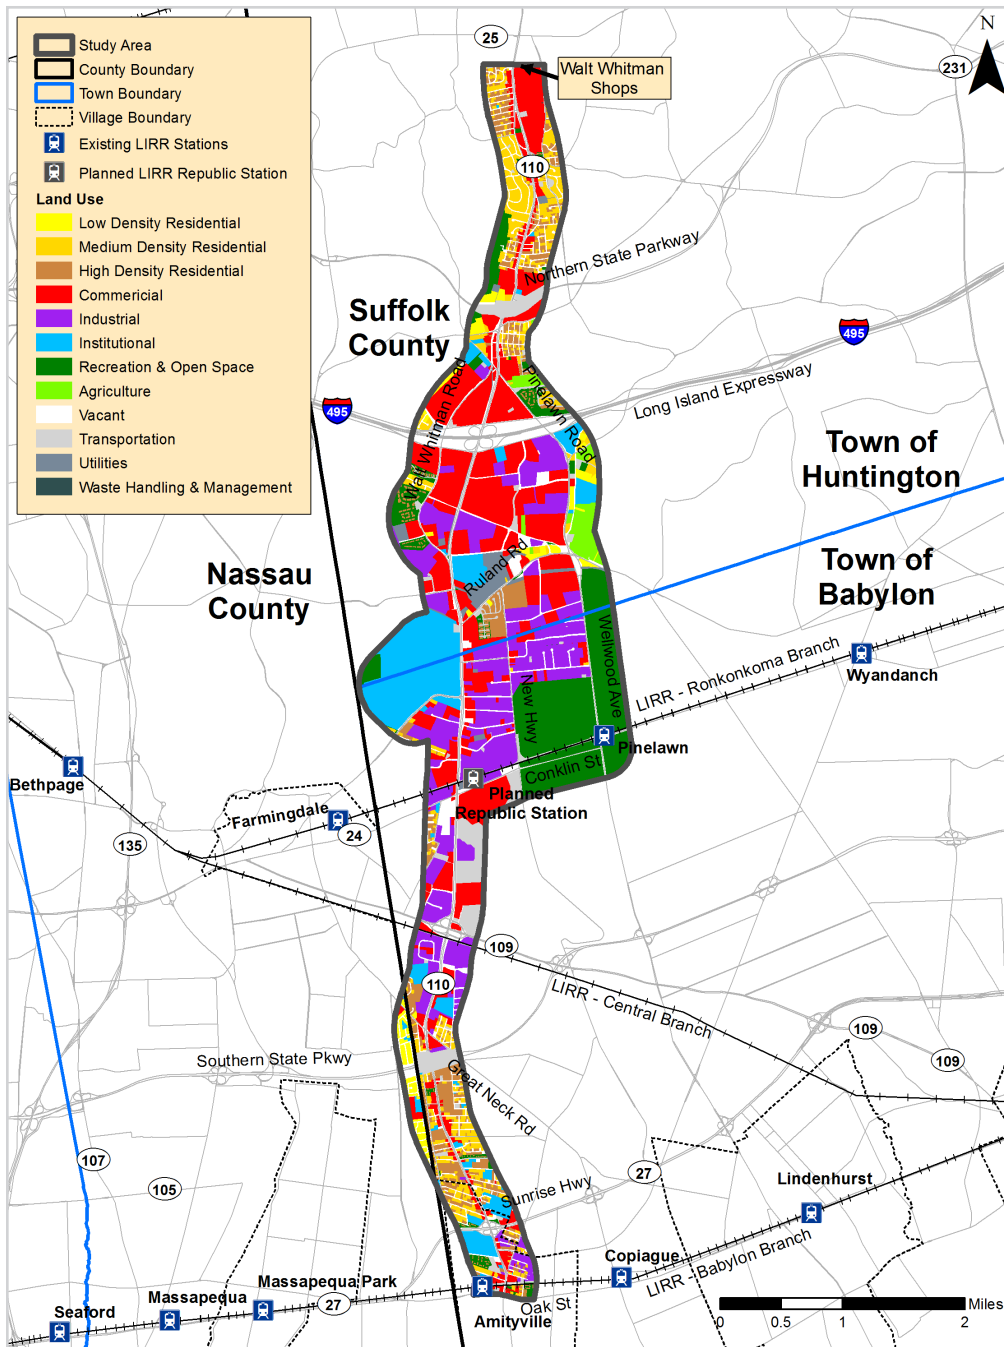 Study Area
County Boundary
Town Boundary
Village Boundary
Existing LIRR Stations
Planned LIRR Republic Station
Land Use
Low Density Residential
Medium Density Residential
High Density Residential
Commericial
Industrial
Institutional
Recreation & Open Space
Agriculture
Vacant
Transportation
Utilities
Waste Handling & Management
25
Walt Whitman
Shops
N
231
110
Northern State Parkway
Suffolk
County
495
495
Walt Whitman Road
Pinelawn Road
Long Island Expressway
Town of
Huntington
Town of
Babylon
Nassau
County
Ruland Rd
Wellwood Ave
New Hwy
LIRR - Ronkonkoma Branch
Wyandanch
Pinelawn
Conklin St
Planned
Republic Station
Bethpage
Farmingdale
24
135
109
110
LIRR - Central Branch
109
109
Southern State Pkwy
Great Neck Rd
107
105
27
Sunrise Hwy
Lindenhurst
Copiague
LIRR - Babylon Branch
Massapequa Park
Massapequa
27
Seaford
Amityville
Oak St
Miles
0 0.5 1 2